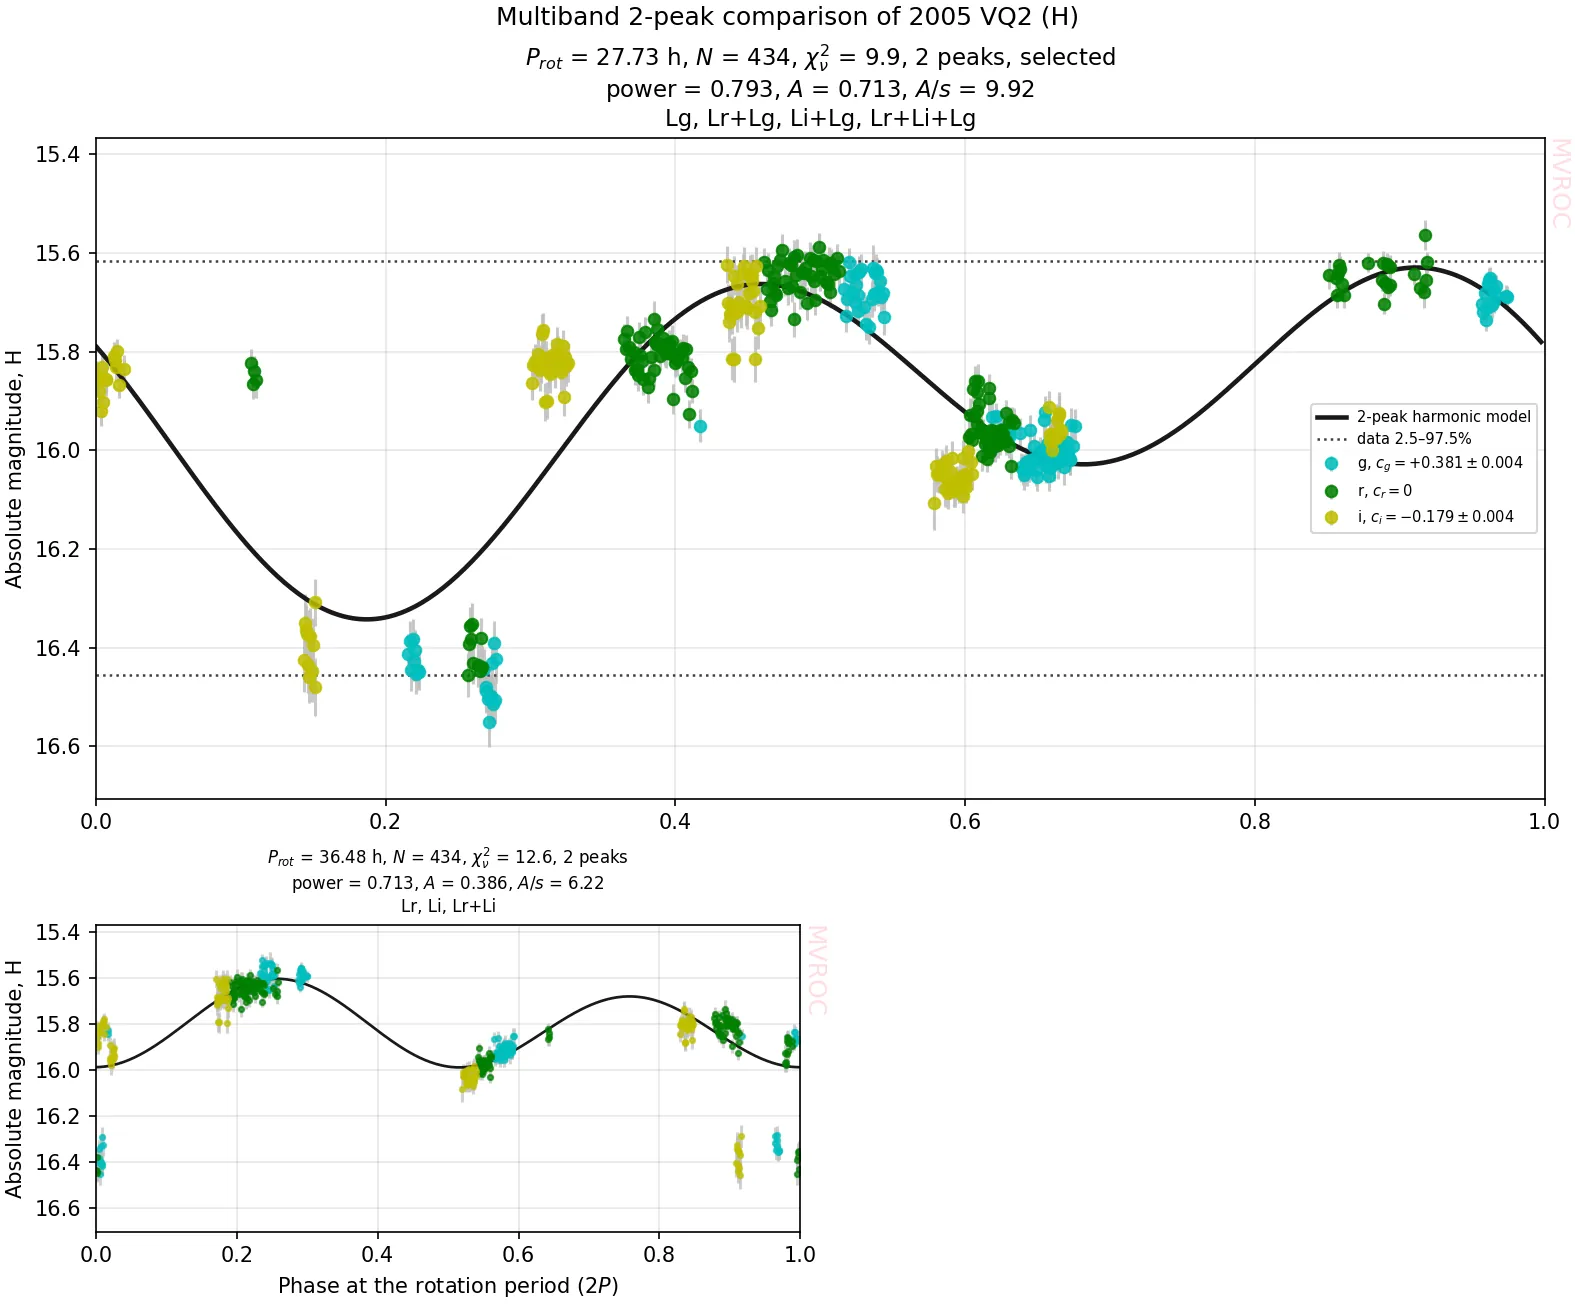 Multiband 2-peak comparison of 2005 VQ2 (H)
P_rot = 27.73 h, N = 434, χ²_ν = 9.9, 2 peaks, selected
power = 0.793, A = 0.713, A/s = 9.92
Lg, Lr+Lg, Li+Lg, Lr+Li+Lg
MVROC
Absolute magnitude, H
15.4
15.6
15.8
16.0
16.2
16.4
16.6
2-peak harmonic model
data 2.5–97.5%
g, c_g = +0.381 ± 0.004
r, c_r = 0
i, c_i = −0.179 ± 0.004
0.0 0.2 0.4 0.6 0.8 1.0
P_rot = 36.48 h, N = 434, χ²_ν = 12.6, 2 peaks
power = 0.713, A = 0.386, A/s = 6.22
Lr, Li, Lr+Li
MVROC
Absolute magnitude, H
15.4
15.6
15.8
16.0
16.2
16.4
16.6
0.0 0.2 0.4 0.6 0.8 1.0
Phase at the rotation period (2P)